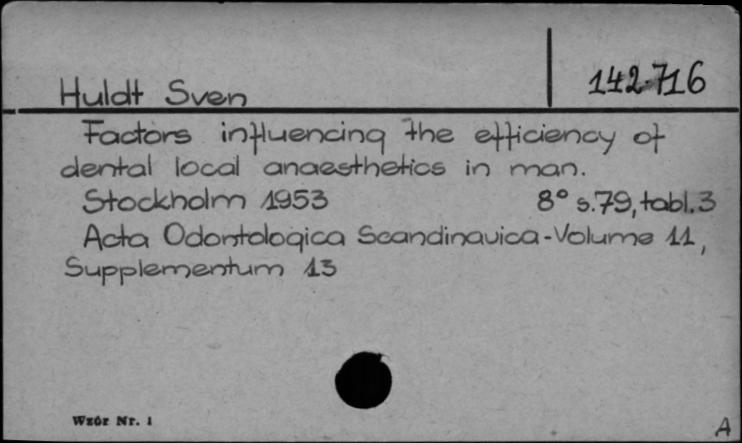 Huldt Sven 142.716
Factors influencing the efficiency of
dental local anaesthetics in man.
Stockholm 1953 8° s.79, tabl.3
Acta Odontologica Scandinavica-Volume 11,
Supplementum 13
Wzór Nr. 1
A